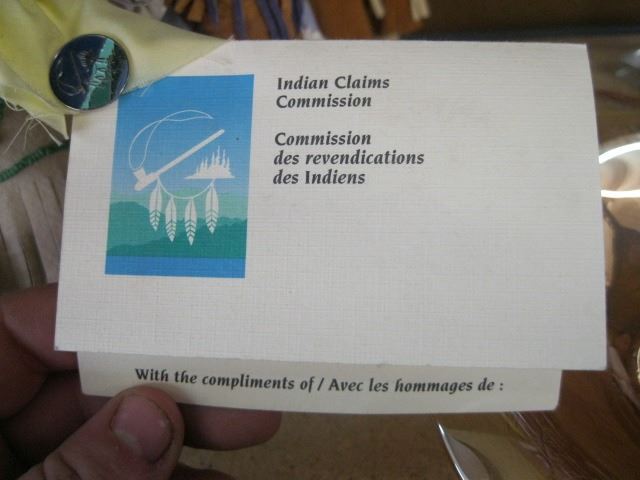 Indian Claims
Commission
Commission
des revendications
des Indiens
With the compliments of / Avec les hommages de :